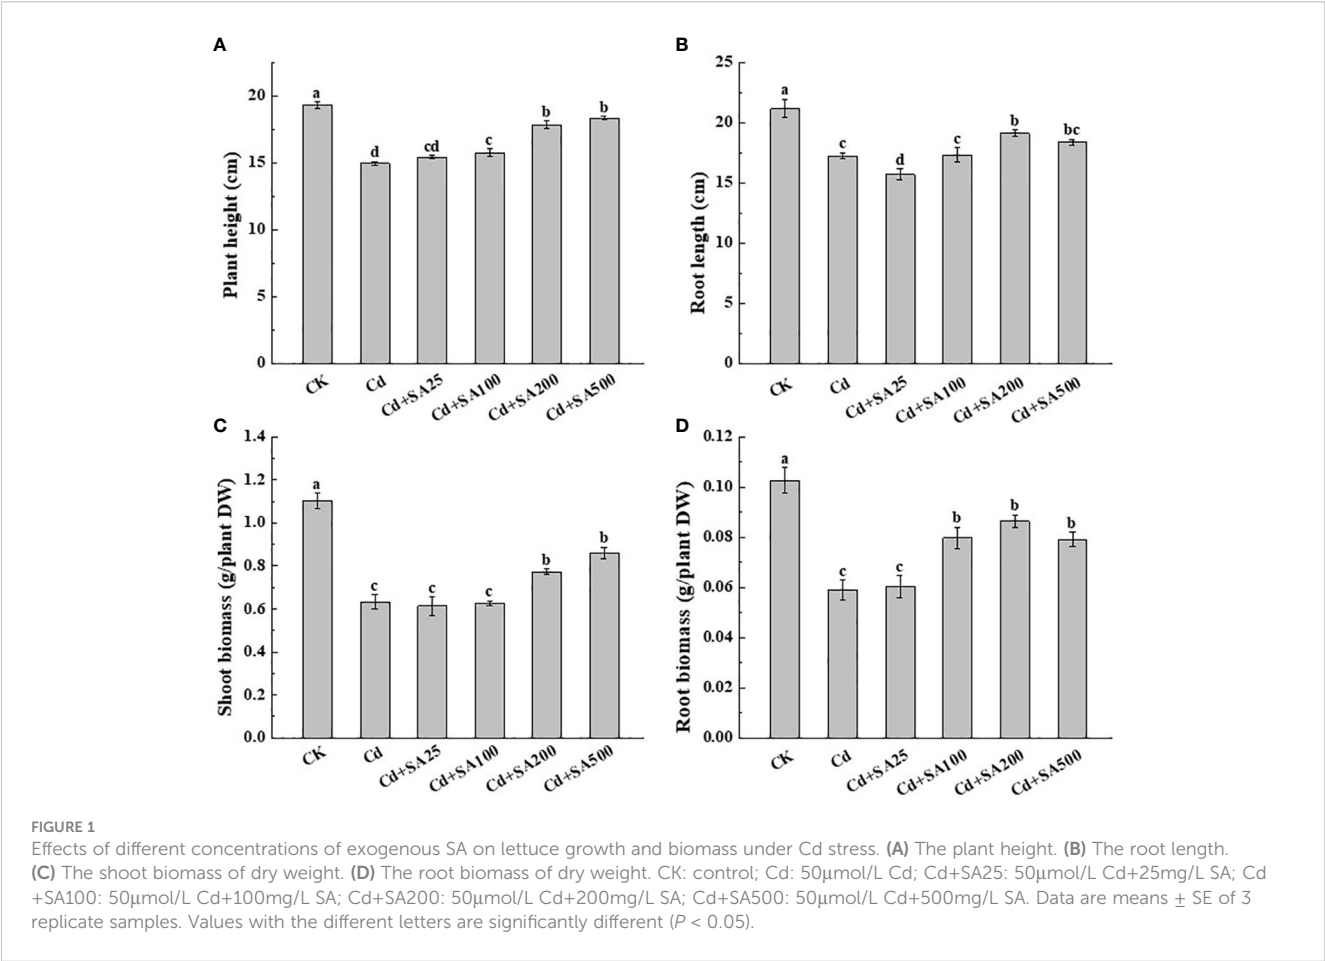 A
Plant height (cm)
20
15
10
5
0
a
d
cd
c
b
b
CK
Cd
Cd+SA25
Cd+SA100
Cd+SA200
Cd+SA500
B
Root length (cm)
25
20
15
10
5
0
a
c
d
c
b
bc
CK
Cd
Cd+SA25
Cd+SA100
Cd+SA200
Cd+SA500
C
Shoot biomass (g/plant DW)
1.4
1.2
1.0
0.8
0.6
0.4
0.2
0.0
a
c
c
c
b
b
CK
Cd
Cd+SA25
Cd+SA100
Cd+SA200
Cd+SA500
D
Root biomass (g/plant DW)
0.12
0.10
0.08
0.06
0.04
0.02
0.00
a
c
c
b
b
b
CK
Cd
Cd+SA25
Cd+SA100
Cd+SA200
Cd+SA500
FIGURE 1
Effects of different concentrations of exogenous SA on lettuce growth and biomass under Cd stress. (A) The plant height. (B) The root length.
(C) The shoot biomass of dry weight. (D) The root biomass of dry weight. CK: control; Cd: 50μmol/L Cd; Cd+SA25: 50μmol/L Cd+25mg/L SA; Cd
+SA100: 50μmol/L Cd+100mg/L SA; Cd+SA200: 50μmol/L Cd+200mg/L SA; Cd+SA500: 50μmol/L Cd+500mg/L SA. Data are means ± SE of 3
replicate samples. Values with the different letters are significantly different (P < 0.05).